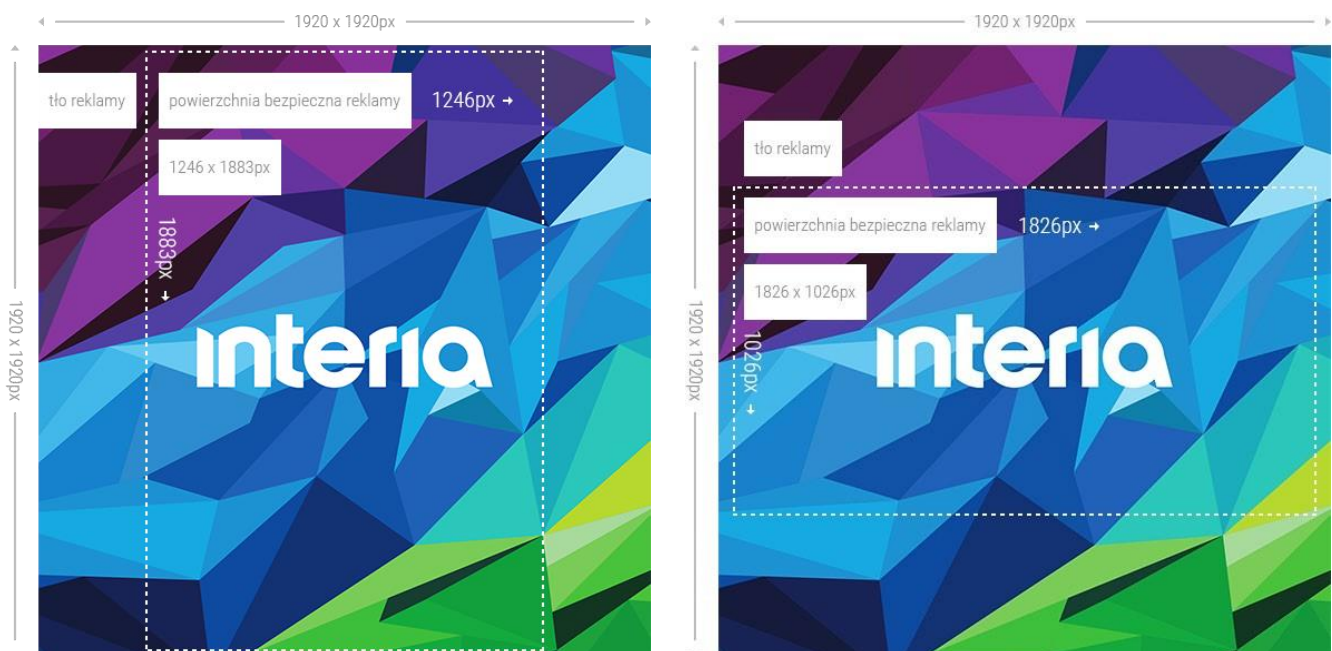 1920 x 1920px
tło reklamy
powierzchnia bezpieczna reklamy
1246px →
1246 x 1883px
1883px →
1920 x 1920px
interia
1920 x 1920px
tło reklamy
powierzchnia bezpieczna reklamy
1826px →
1826 x 1026px
1026px →
1920 x 1920px
interia